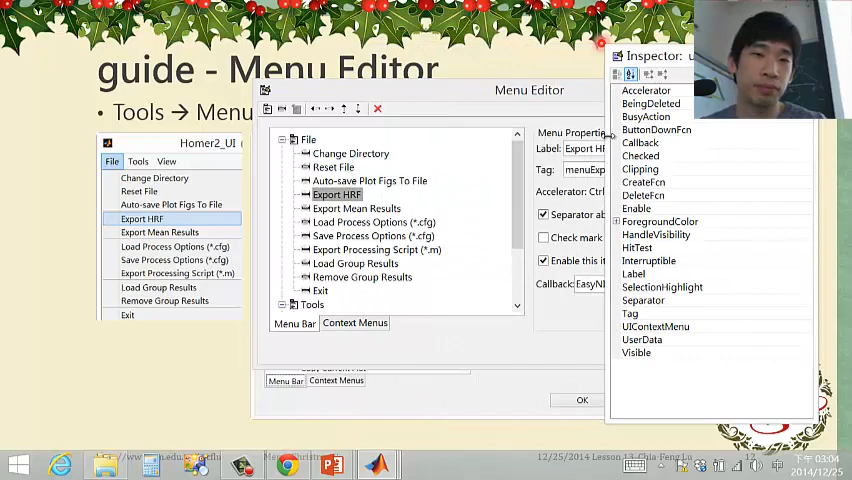 guide - Menu Editor
• Tools → Menu
Homer2_UI
File Tools View
Change Directory
Reset File
Auto-save Plot Figs To File
Export HRF
Export Mean Results
Load Process Options (*.cfg)
Save Process Options (*.cfg)
Export Processing Script (*.m)
Load Group Results
Remove Group Results
Exit
Menu Editor
File
Change Directory
Reset File
Auto-save Plot Figs To File
Export HRF
Export Mean Results
Load Process Options (*.cfg)
Save Process Options (*.cfg)
Export Processing Script (*.m)
Load Group Results
Remove Group Results
Exit
Tools
Menu Bar Context Menus
Menu Bar Context Menus
Menu Propertie
Label: Export HF
Tag: menuExp
Accelerator: Ctrl
Separator ab
Check mark
Enable this it
Callback: EasyNI
OK
Inspector: u
Accelerator
BeingDeleted
BusyAction
ButtonDownFcn
Callback
Checked
Clipping
CreateFcn
DeleteFcn
Enable
ForegroundColor
HandleVisibility
HitTest
Interruptible
Label
SelectionHighlight
Separator
Tag
UIContextMenu
UserData
Visible
12/25/2014 Lesson 13-Chia-Feng Lu
12
中
下午 03:04
2014/12/25